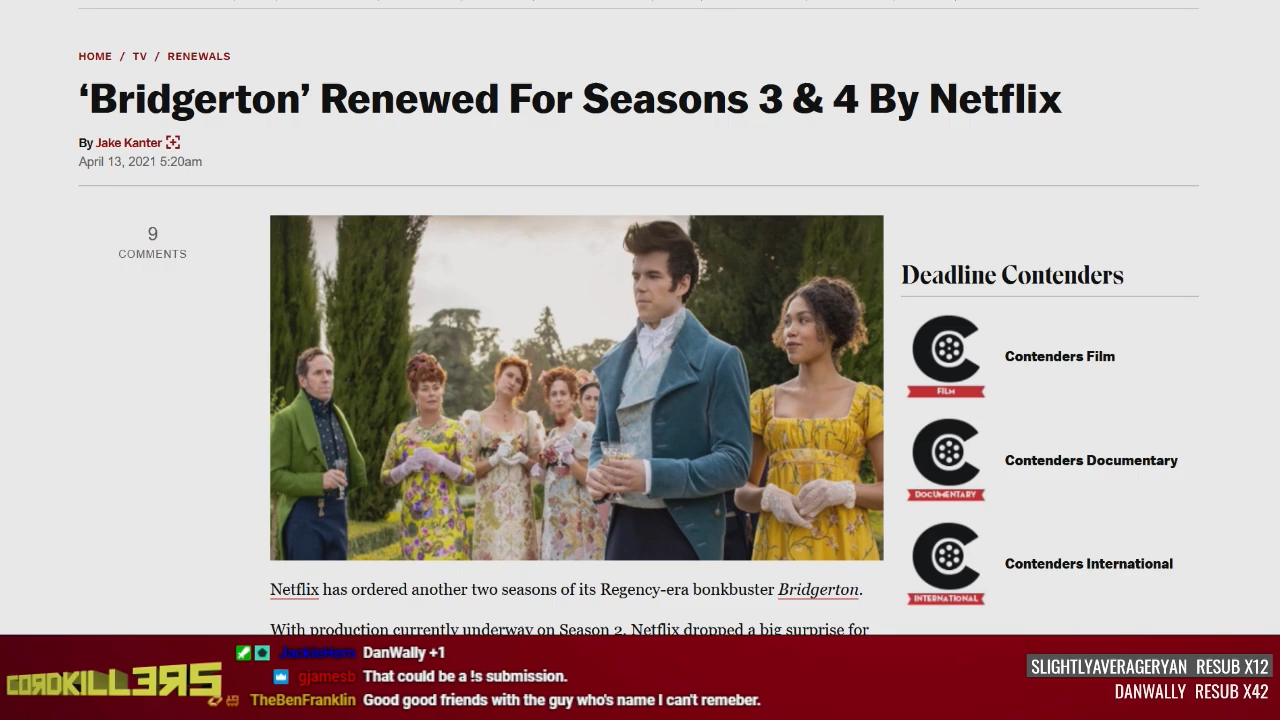 HOME / TV / RENEWALS
‘Bridgerton’ Renewed For Seasons 3 & 4 By Netflix
By Jake Kanter
April 13, 2021 5:20am
9
COMMENTS
Deadline Contenders
FILM
Contenders Film
DOCUMENTARY
Contenders Documentary
INTERNATIONAL
Contenders International
Netflix has ordered another two seasons of its Regency-era bonkbuster Bridgerton.
With production currently underway on Season 2, Netflix dropped a big surprise for
CORDKILLERS
DanWally +1
gjamesb That could be a !s submission.
TheBenFranklin Good good friends with the guy who's name I can't remeber.
SLIGHTLYAVERAGERYAN RESUB X12
DANWALLY RESUB X42